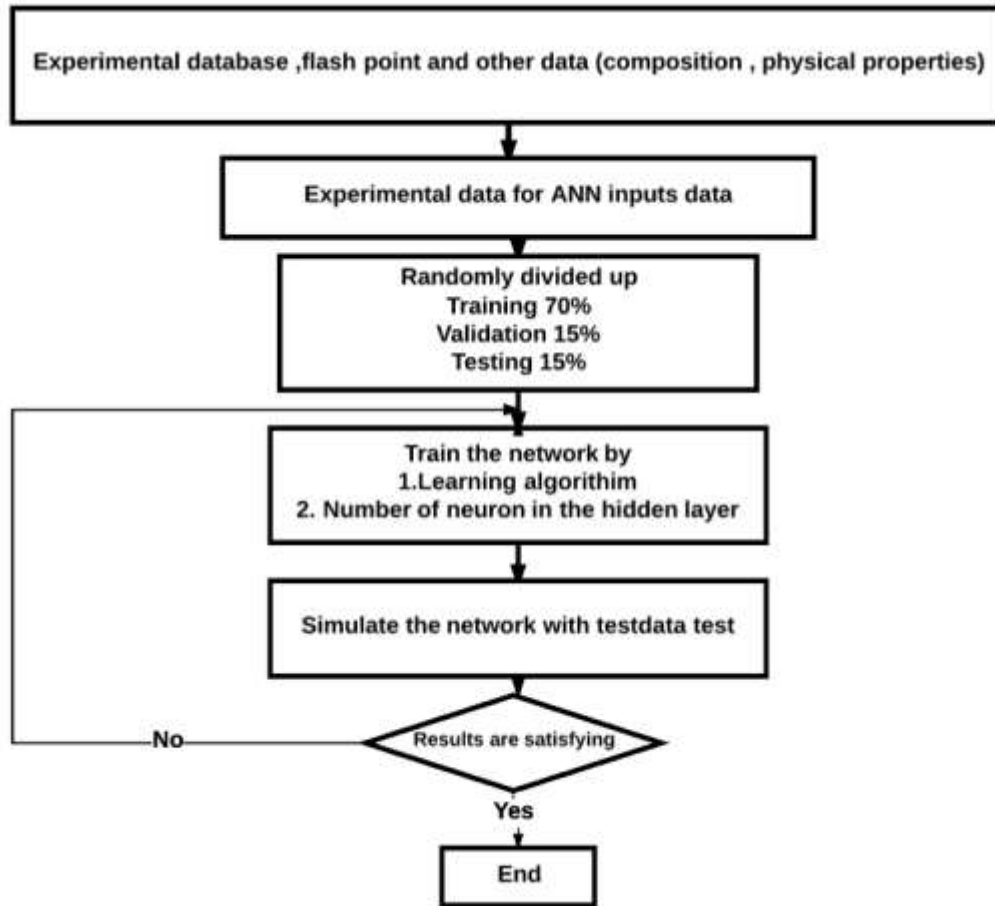 Experimental database ,flash point and other data (composition , physical properties)
Experimental data for ANN inputs data
Randomly divided up
Training 70%
Validation 15%
Testing 15%
Train the network by
1.Learning algorithim
2. Number of neuron in the hidden layer
Simulate the network with testdata test
Results are satisfying
No
Yes
End